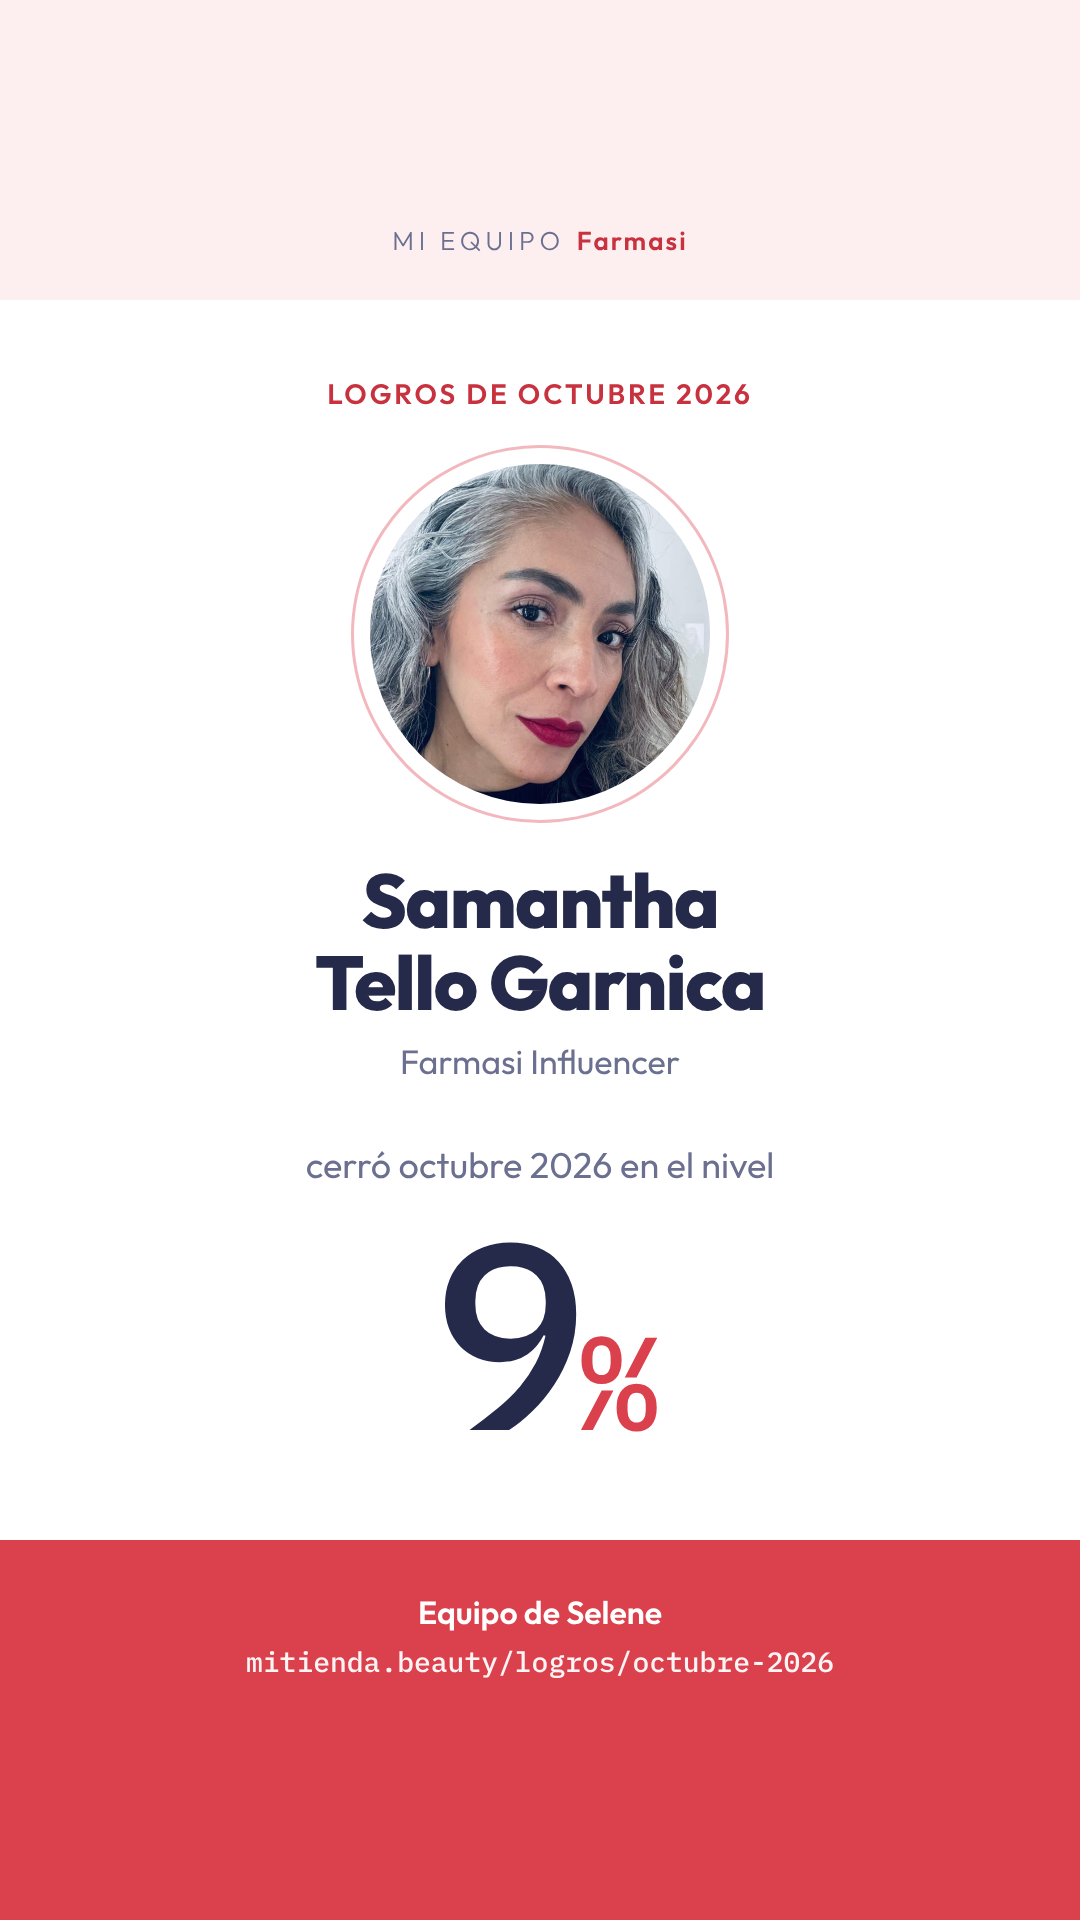 MI EQUIPO Farmasi
LOGROS DE OCTUBRE 2026
Samantha
Tello Garnica
Farmasi Influencer
cerró octubre 2026 en el nivel
9%
Equipo de Selene
mitienda.beauty/logros/octubre-2026